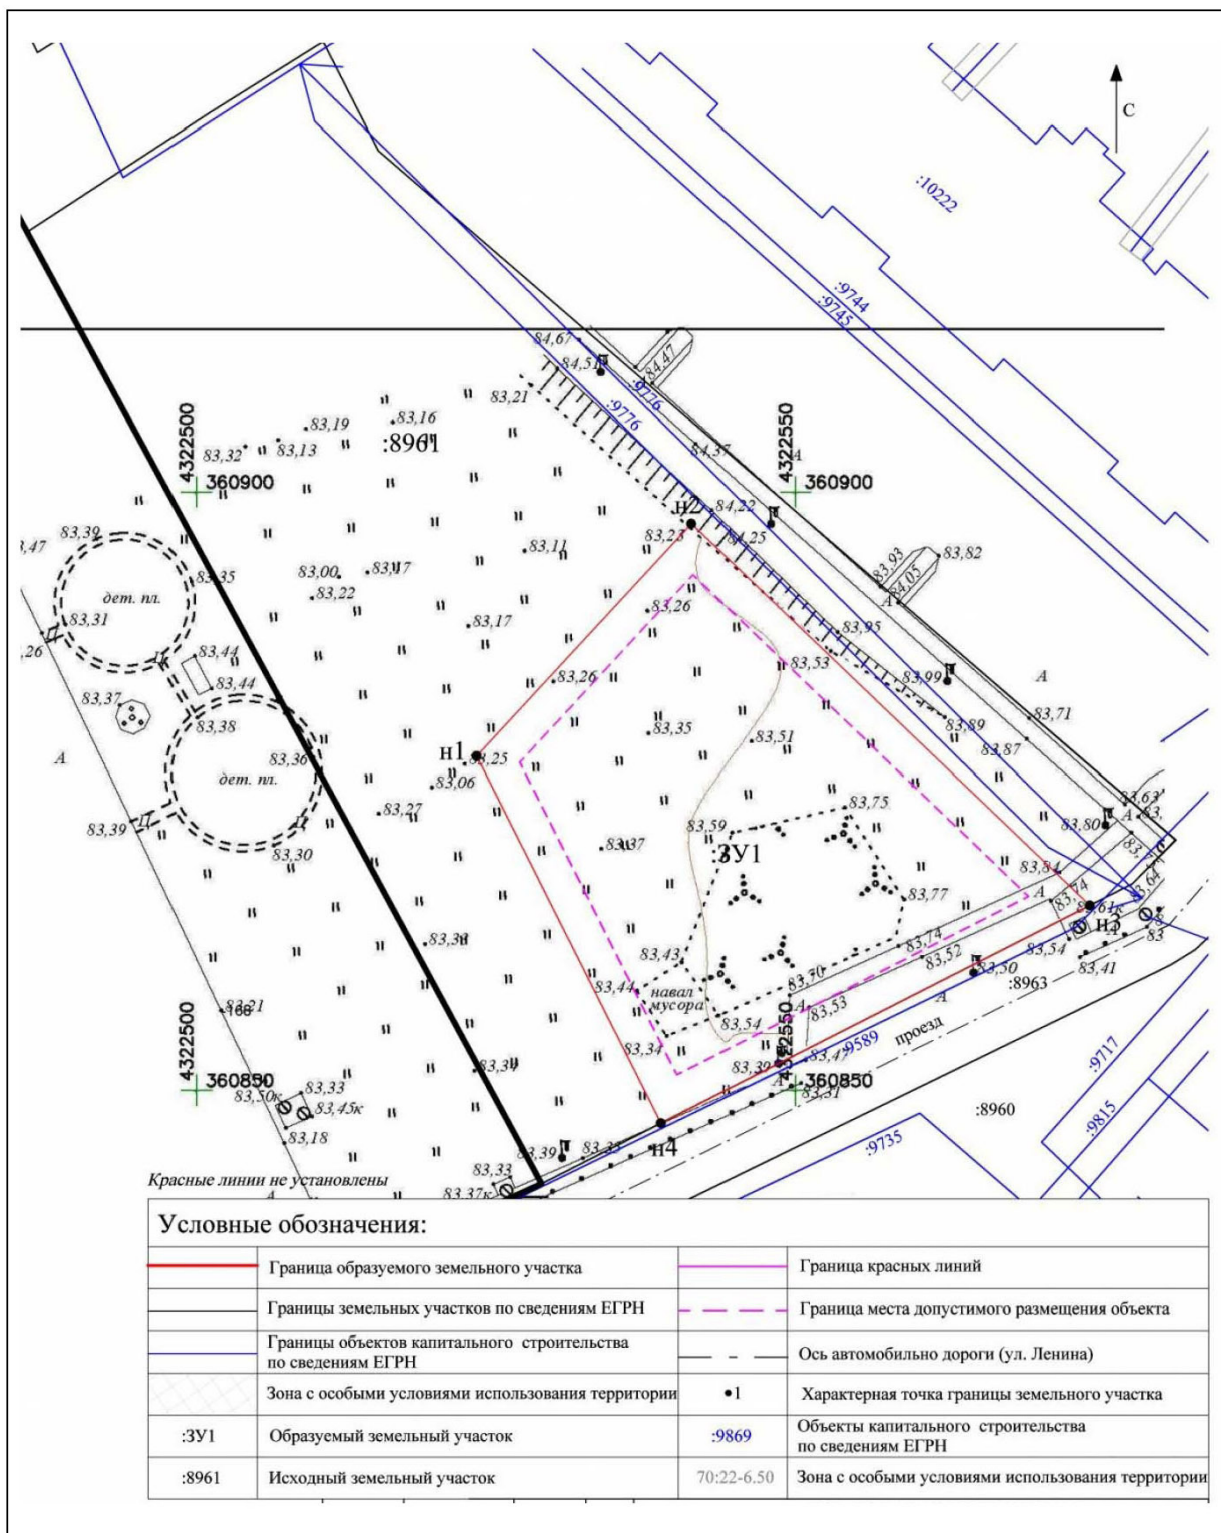 С
:10222
:9744
:9745
84,67
84,51
84,47
:9776
:9776
83,21
83,19
83,16
83,32
83,13
:8961
84,37
А
4322500
360900
4322550
360900
83,39
н2
84,22
83,23
84,25
83,11
83,93
83,82
84,05
А
83,35
83,00
83,22
дет. пл.
83,31
83,26
83,17
83,95
83,44
83,44
83,53
83,99
А
83,26
83,37
83,38
83,35
83,51
83,89
83,71
83,87
А
83,36
н1
83,25
дет. пл.
83,06
83,27
83,75
83,63
83,80
А
83,39
83,59
83,30
:ЗУ1
83,84
А
83,74
83,64
83,77
н3
83,74
83,52
83,54
83,41
83,43
83,50
:8963
83,44
навал
мусора
83,70
А
83,53
А
83,54
проезд
83,34
:9589
83,39
83,47
:9717
4322500
360850
4322550
360850
А
83,31
83,50к
83,33
83,45к
:8960
:9815
83,18
н4
:9735
83,39
83,33
83,37к
Красные линии не установлены
Условные обозначения:
Граница образуемого земельного участка
Граница красных линий
Границы земельных участков по сведениям ЕГРН
Граница места допустимого размещения объекта
Границы объектов капитального строительства
по сведениям ЕГРН
Ось автомобильно дороги (ул. Ленина)
Зона с особыми условиями использования территории
1
Характерная точка границы земельного участка
:ЗУ1
Образуемый земельный участок
:9869
Объекты капитального строительства
по сведениям ЕГРН
:8961
Исходный земельный участок
70:22-6.50
Зона с особыми условиями использования территории